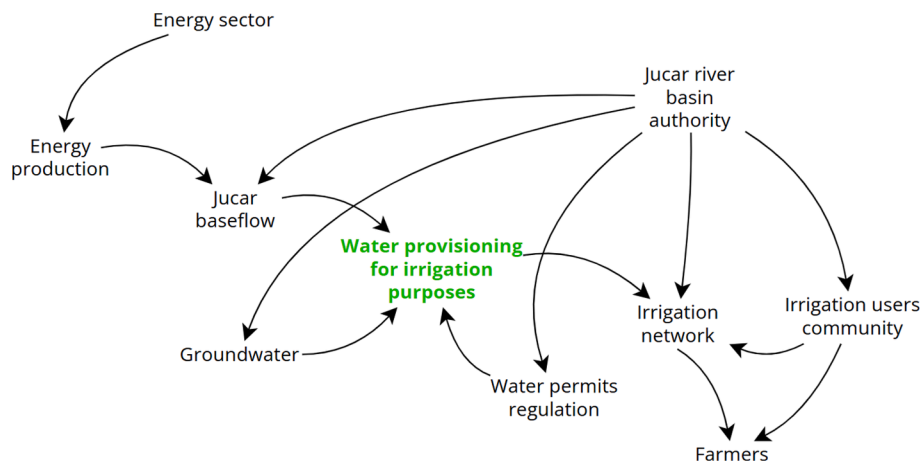 Energy sector
Jucar river
basin
authority
Energy
production
Jucar
baseflow
Water provisioning
for irrigation
purposes
Irrigation
network
Irrigation users
community
Groundwater
Water permits
regulation
Farmers